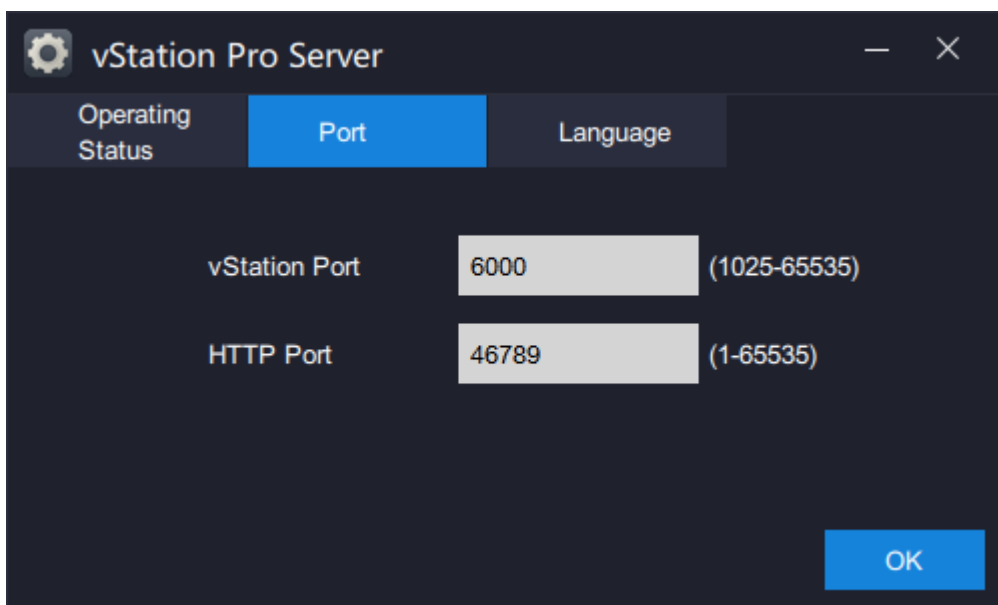 vStation Pro Server
Operating
Status
Port
Language
vStation Port
6000
(1025-65535)
HTTP Port
46789
(1-65535)
OK